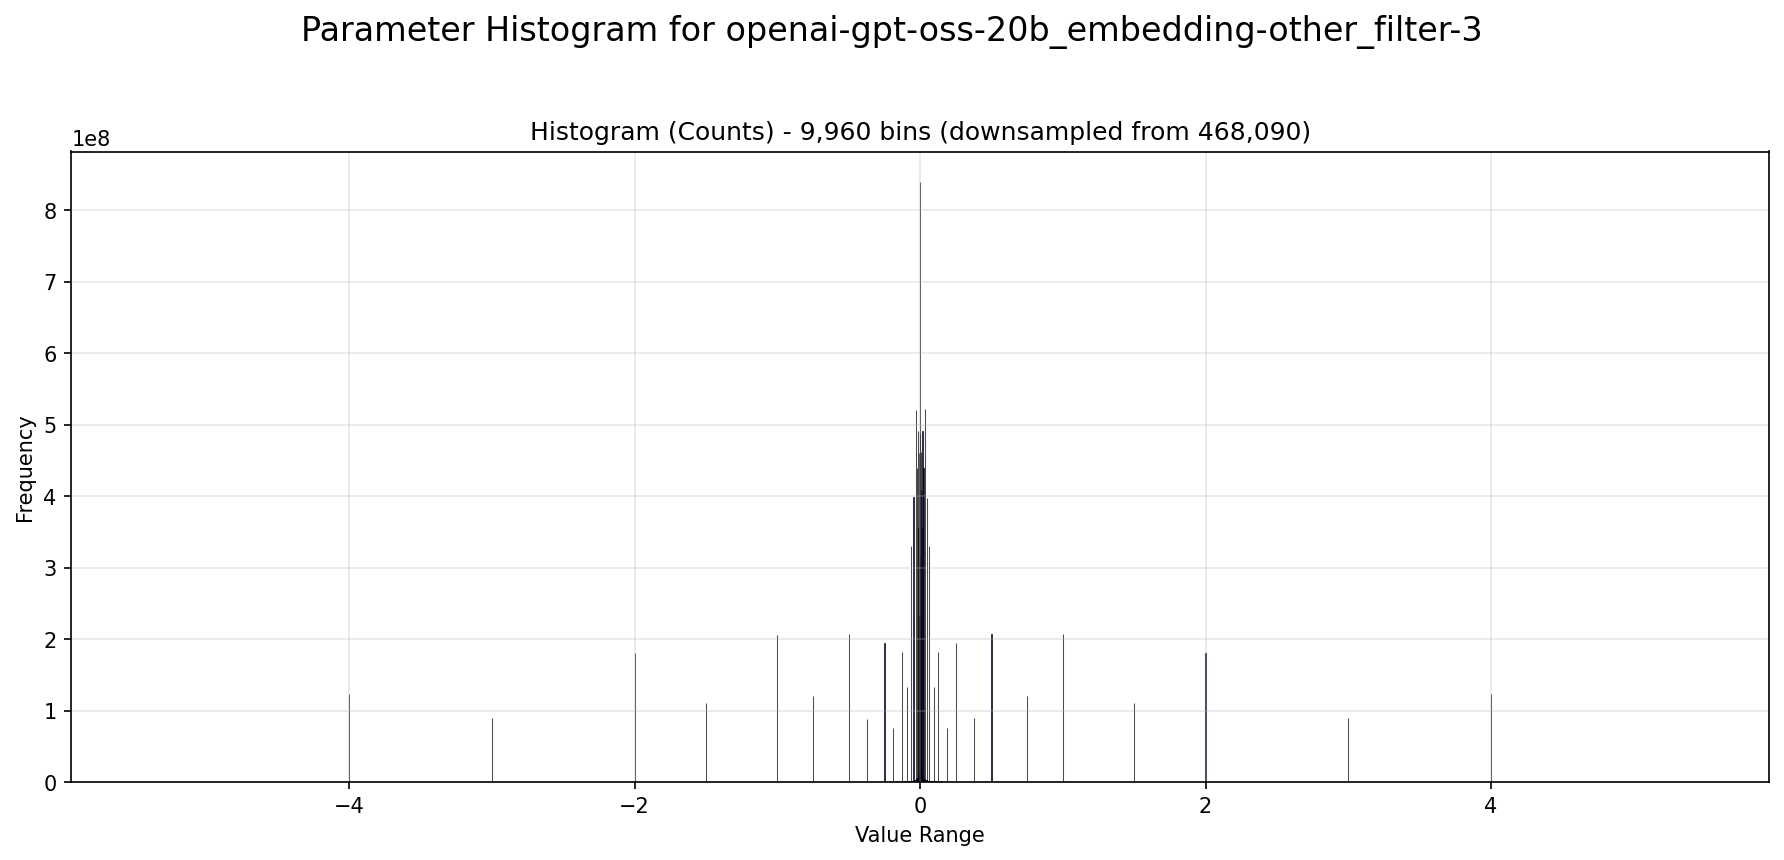 Parameter Histogram for openai-gpt-oss-20b_embedding-other_filter-3
Histogram (Counts) - 9,960 bins (downsampled from 468,090)
1e8
8
7
6
5
4
3
2
1
0
Frequency
−4
−2
0
2
4
Value Range